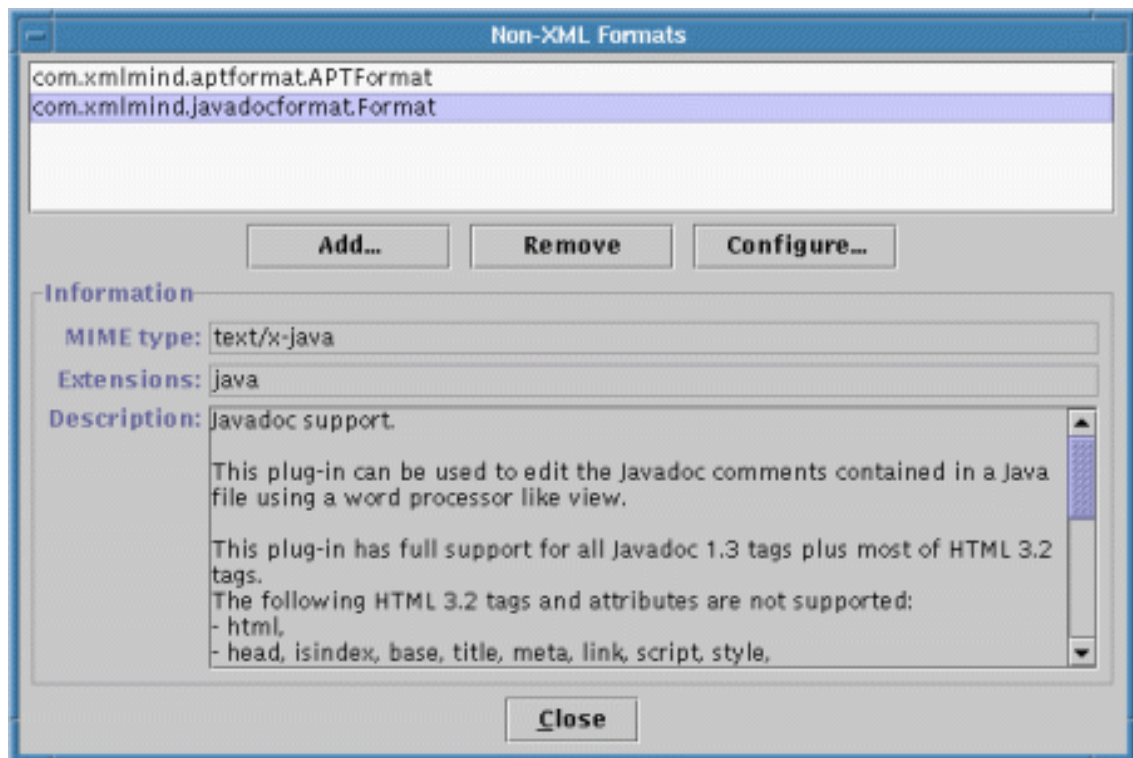 Non-XML Formats
com.xmlmind.aptformat.APTFormat
com.xmlmind.javadocformat.Format
Add... Remove Configure...
Information
MIME type: text/x-java
Extensions: java
Description: Javadoc support.
This plug-in can be used to edit the Javadoc comments contained in a Java
file using a word processor like view.
This plug-in has full support for all Javadoc 1.3 tags plus most of HTML 3.2
tags.
The following HTML 3.2 tags and attributes are not supported:
- html,
- head, isindex, base, title, meta, link, script, style,
Close